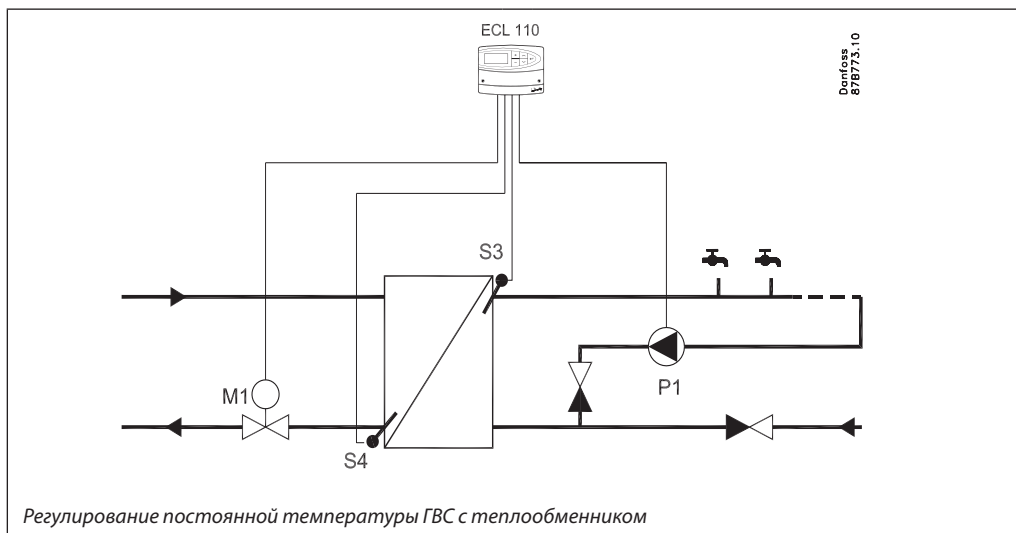 ECL 110
Danfoss
87B773.10
S3
M1
P1
S4
Регулирование постоянной температуры ГВС с теплообменником